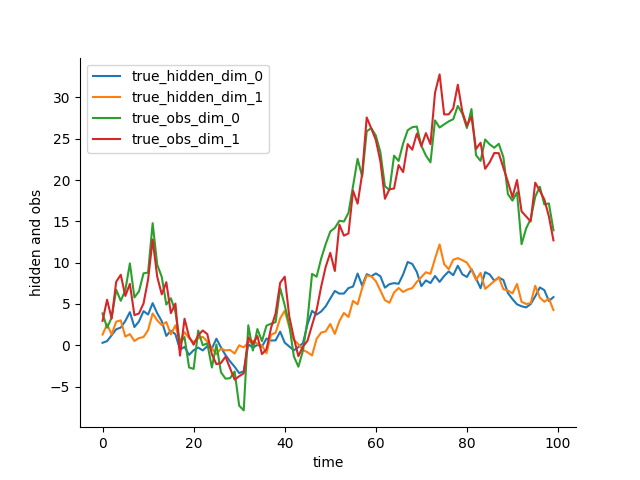 true_hidden_dim_0
true_hidden_dim_1
true_obs_dim_0
true_obs_dim_1
hidden and obs
30
25
20
15
10
5
0
−5
0 20 40 60 80 100
time